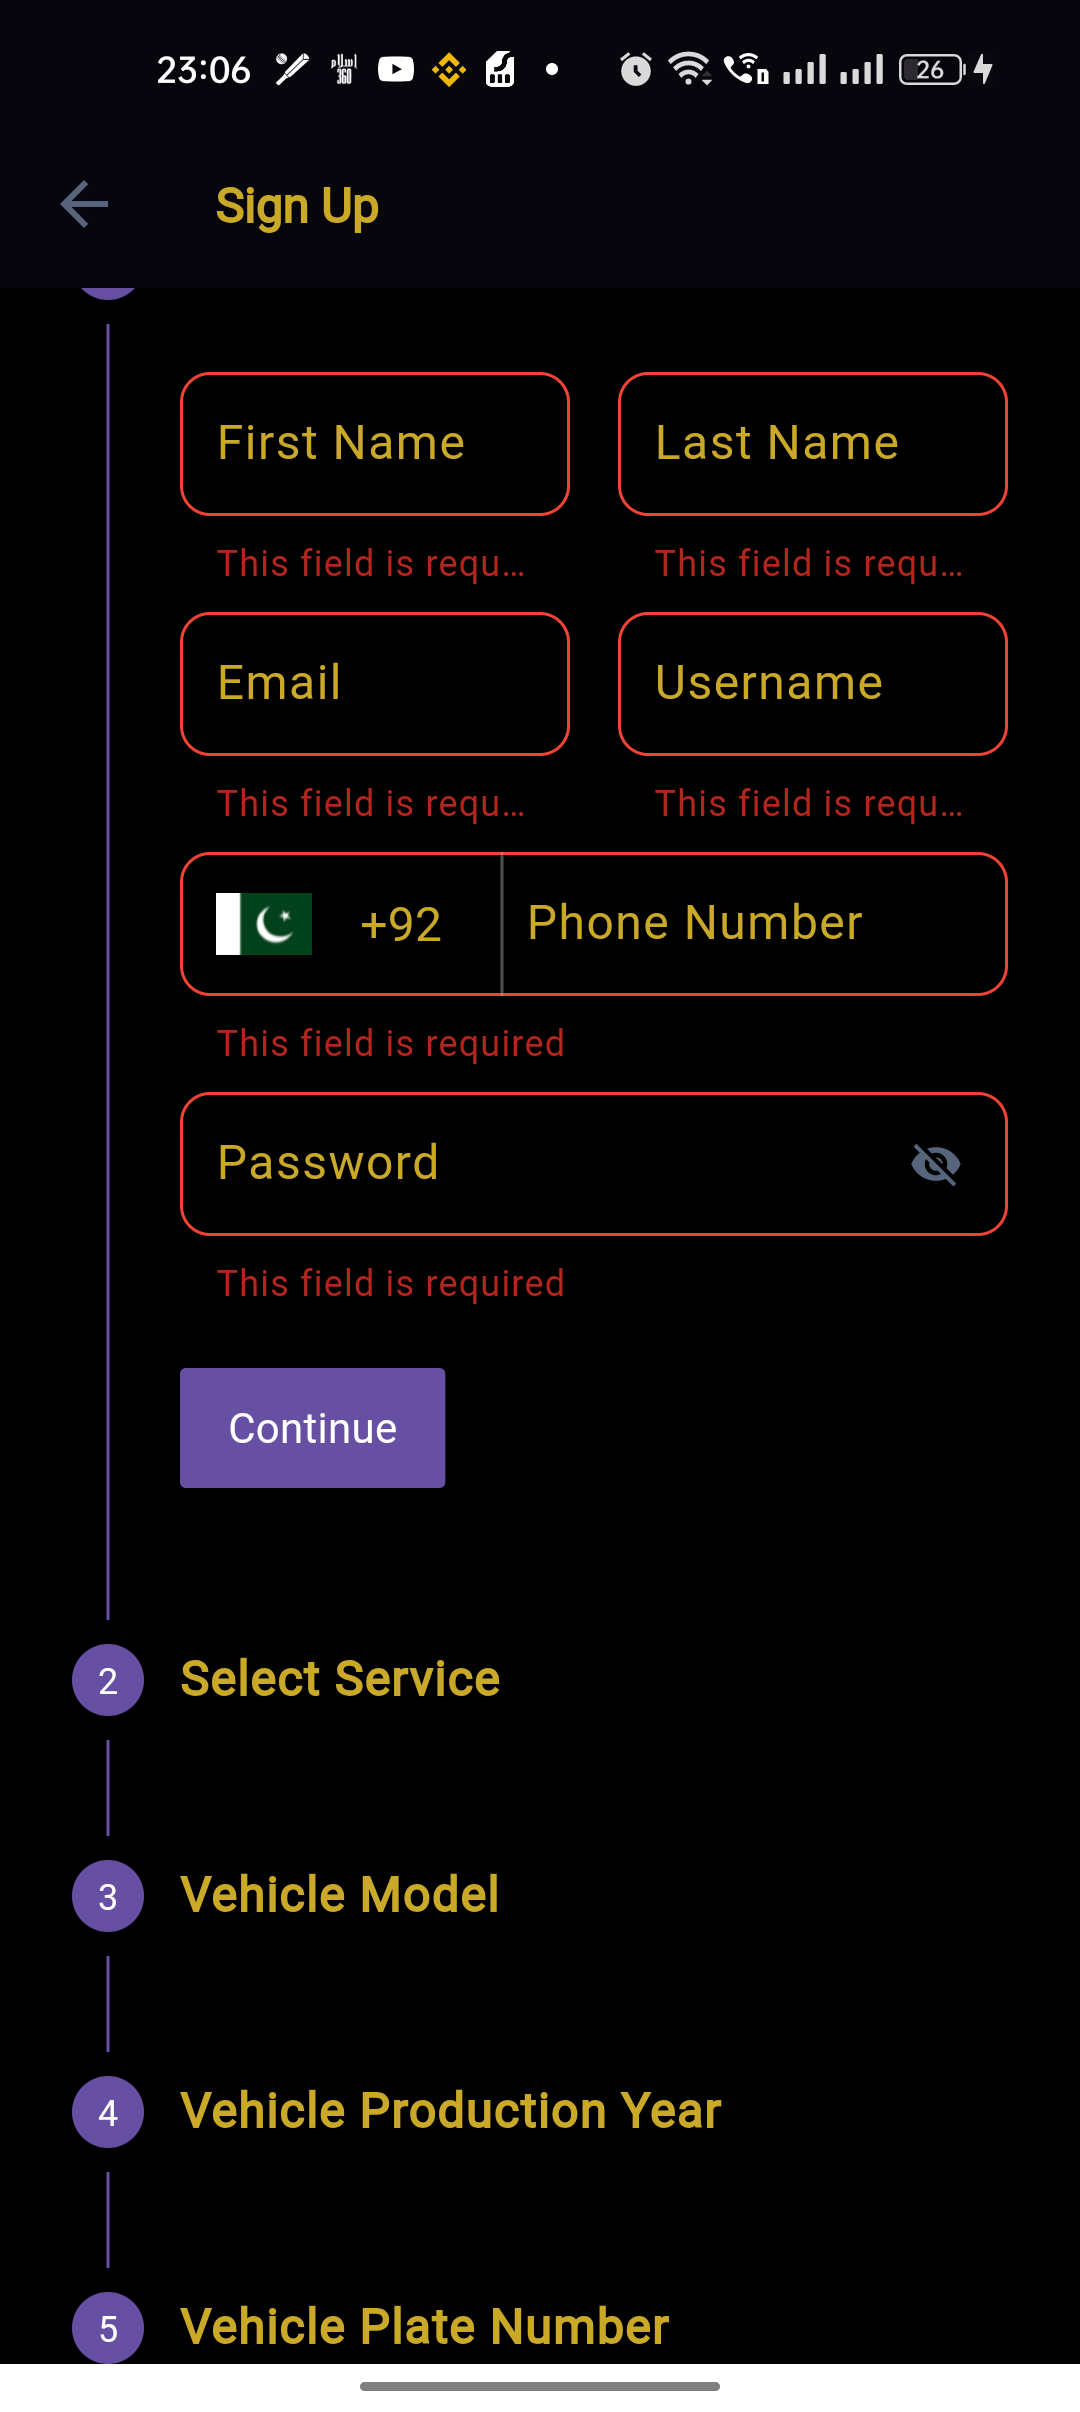 23:06 اسلام 360 26
Sign Up
First Name Last Name
This field is requ... This field is requ...
Email Username
This field is requ... This field is requ...
+92 Phone Number
This field is required
Password
This field is required
Continue
2 Select Service
3 Vehicle Model
4 Vehicle Production Year
5 Vehicle Plate Number